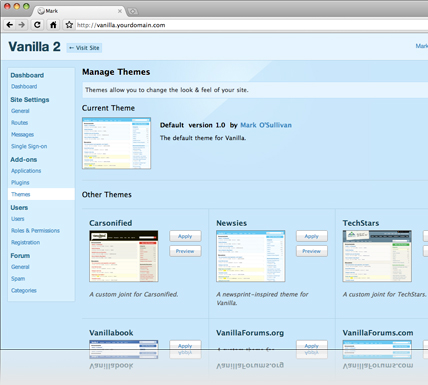 Mark
http://vanilla.yourdomain.com
Vanilla 2
← Visit Site
Mark
Dashboard
Dashboard
Site Settings
General
Routes
Messages
Single Sign-on
Add-ons
Applications
Plugins
Themes
Users
Users
Roles & Permissions
Registration
Forum
General
Spam
Categories
Manage Themes
Themes allow you to change the look & feel of your site.
Current Theme
Default version 1.0 by Mark O'Sullivan
The default theme for Vanilla.
Other Themes
Carsonified
Apply
Preview
A custom joint for Carsonified.
Newsies
Apply
Preview
A newsprint-inspired theme for
Vanilla.
TechStars
Apply
Preview
A custom joint for TechStars.
Vanillabook
Apply
VanillaForums.org
Apply
VanillaForums.com
Apply